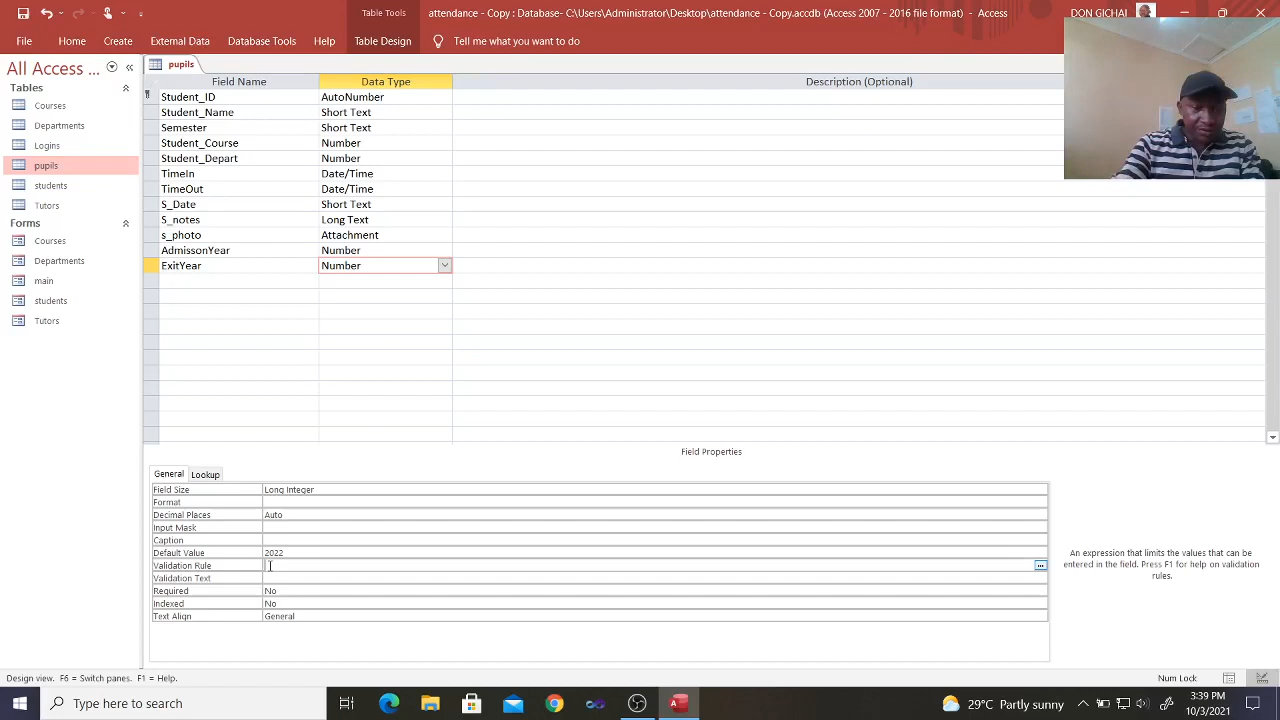 Table Tools
attendance - Copy : Database- C:\Users\Administrator\Desktop\attendance - Copy.accdb (Access 2007 - 2016 file format) - Access
DON GICHAI
File Home Create External Data Database Tools Help Table Design Tell me what you want to do
All Access ...
Tables
Courses
Departments
Logins
pupils
students
Tutors
Forms
Courses
Departments
main
students
Tutors
pupils
Field Name Data Type Description (Optional)
Student_ID AutoNumber
Student_Name Short Text
Semester Short Text
Student_Course Number
Student_Depart Number
TimeIn Date/Time
TimeOut Date/Time
S_Date Short Text
S_notes Long Text
s_photo Attachment
AdmissonYear Number
ExitYear Number
Field Properties
General Lookup
Field Size Long Integer
Format
Decimal Places Auto
Input Mask
Caption
Default Value 2022
Validation Rule
Validation Text
Required No
Indexed No
Text Align General
An expression that limits the values that can be
entered in the field. Press F1 for help on validation
rules.
Design view. F6 = Switch panes. F1 = Help.
Num Lock
Type here to search
29°C Partly sunny
3:39 PM
10/3/2021